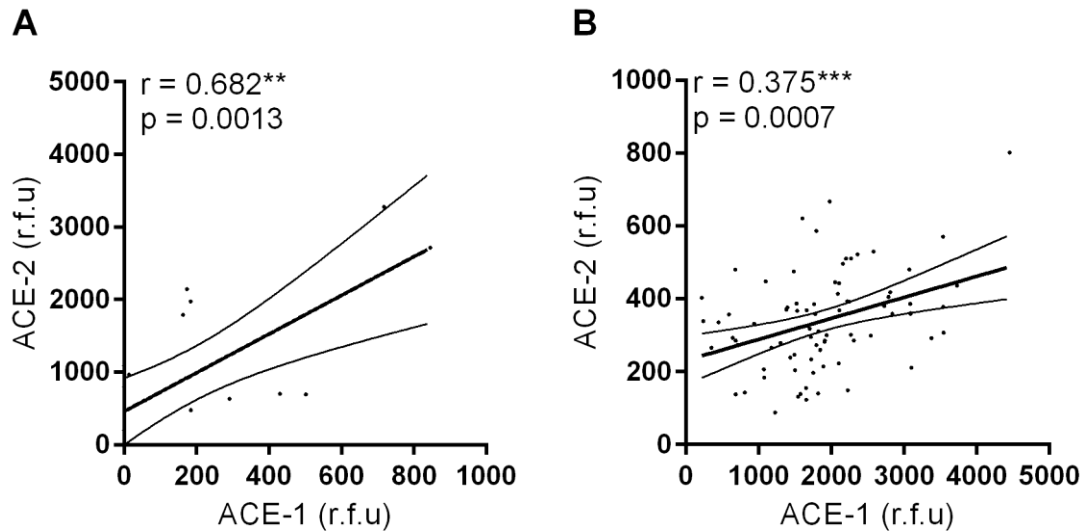 A
r = 0.682**
p = 0.0013
5000
4000
3000
2000
1000
0
ACE-2 (r.f.u)
0 200 400 600 800 1000
ACE-1 (r.f.u)
B
r = 0.375***
p = 0.0007
1000
800
600
400
200
0
ACE-2 (r.f.u)
0 1000 2000 3000 4000 5000
ACE-1 (r.f.u)